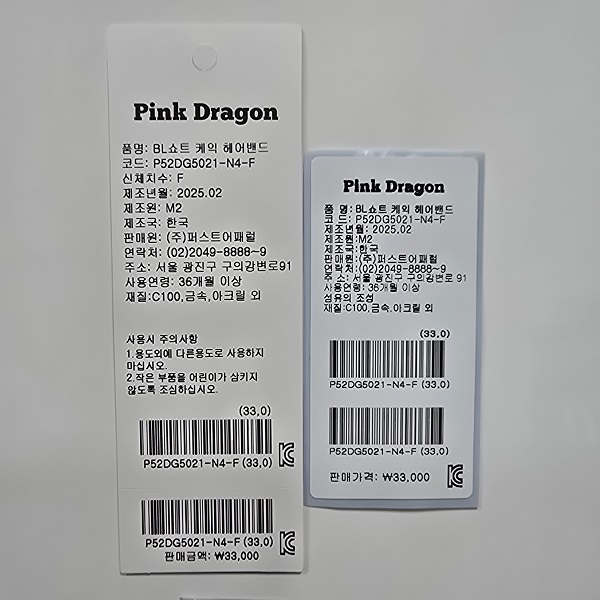 Pink Dragon
품명: BL쇼트 케익 헤어밴드
코드: P52DG5021-N4-F
신체치수: F
제조년월: 2025.02
제조원: M2
제조국: 한국
판매원: (주)퍼스트어패럴
연락처: (02)2049-8888~9
주소: 서울 광진구 구의강변로91
사용연령: 36개월 이상
재질:C100,금속,아크릴 외
사용시 주의사항
1.용도외에 다른용도로 사용하지
마십시오.
2.작은 부품을 어린이가 삼키지
않도록 조심하십시오.
(33.0)
P52DG5021-N4-F (33.0)
P52DG5021-N4-F (33.0)
판매금액: ₩33,000
Pink Dragon
품 명: BL쇼트 케익 헤어밴드
코 드: P52DG5021-N4-F
제조년월: 2025.02
제조원:M2
제조국:한국
판매원:(주)퍼스트어패럴
연락처:(02)2049-8888~9
주소: 서울 광진구 구의강변로 91
사용연령: 36개월 이상
섬유의 조성
재질: C100,금속,아크릴 외
(33.0)
P52DG5021-N4-F (33.0)
P52DG5021-N4-F (33.0)
판매가격: ₩33,000